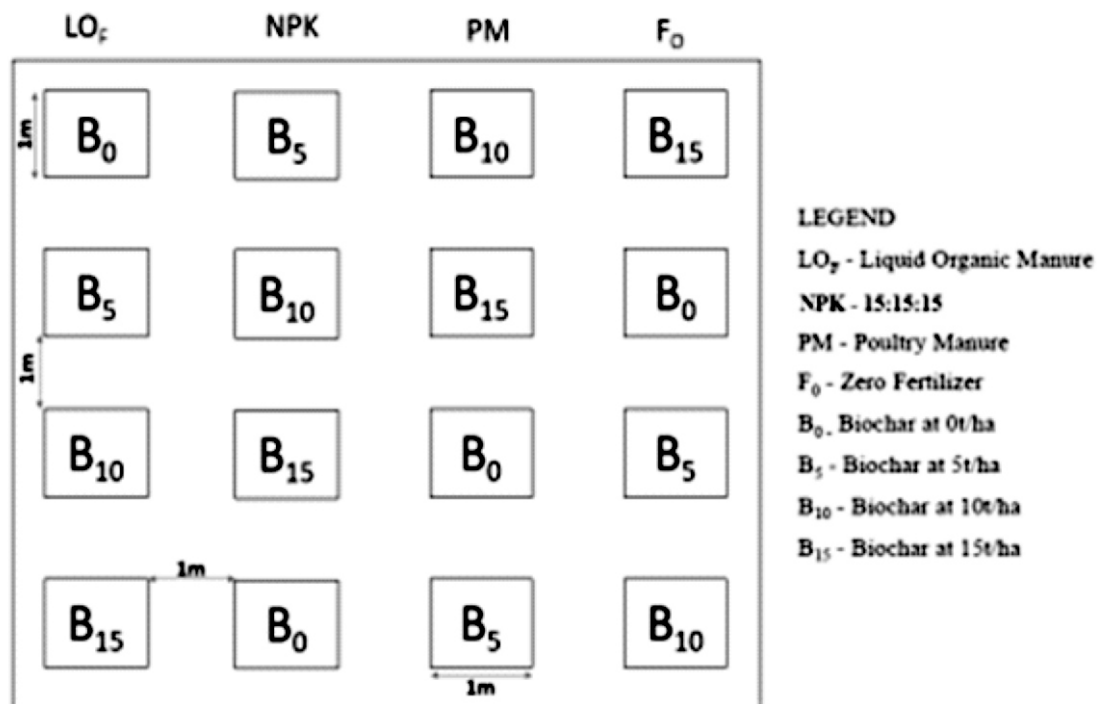 LO_F NPK PM F_O
1m B_0 B_5 B_10 B_15
B_5 B_10 B_15 B_0
1m
B_10 B_15 B_0 B_5
1m
B_15 B_0 B_5 B_10
1m
LEGEND
LO_F - Liquid Organic Manure
NPK - 15:15:15
PM - Poultry Manure
F_0 - Zero Fertilizer
B_0 - Biochar at 0t/ha
B_5 - Biochar at 5t/ha
B_10 - Biochar at 10t/ha
B_15 - Biochar at 15t/ha